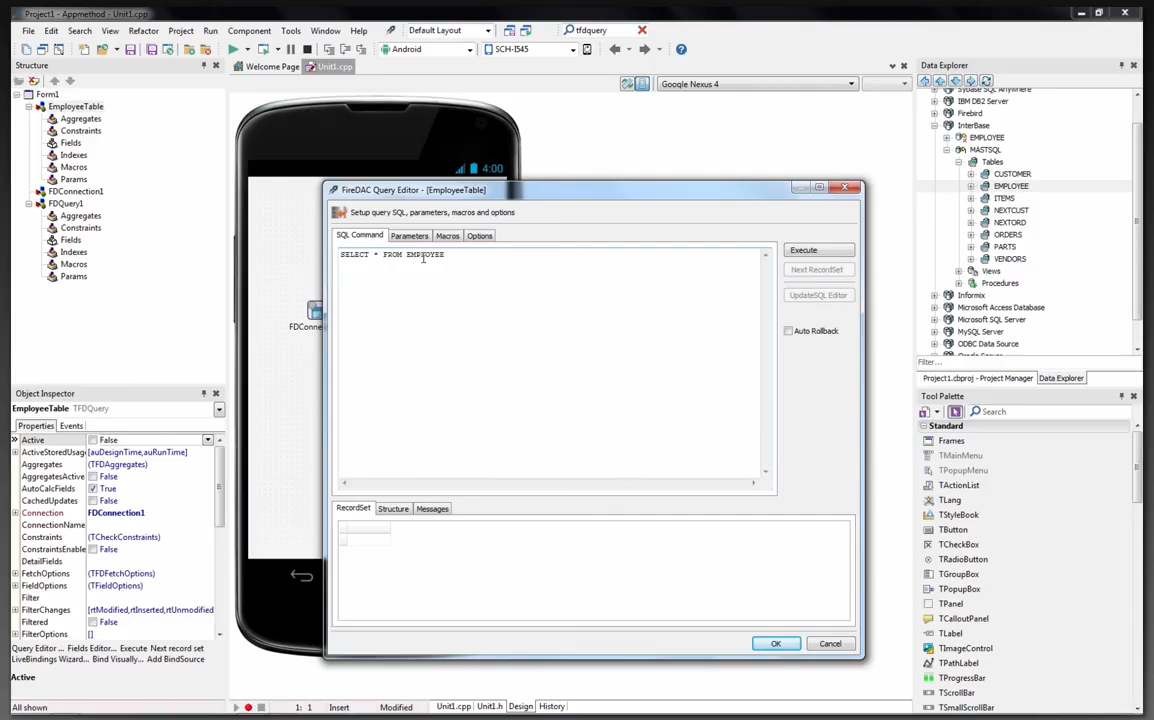 Project1 - Appmethod - Unit1.cpp
File Edit Search View Refactor Project Run Component Tools Window Help Default Layout tfdquery
Android SCH-I545
Structure
Form1
EmployeeTable
Aggregates
Constraints
Fields
Indexes
Macros
Params
FDConnection1
FDQuery1
Aggregates
Constraints
Fields
Indexes
Macros
Params
Object Inspector
EmployeeTable TFDQuery
Properties Events
Active False
ActiveStoredUsag [auDesignTime,auRunTime]
Aggregates (TFDAggregates)
AggregatesActive False
AutoCalcFields True
CachedUpdates False
Connection FDConnection1
ConnectionName
Constraints (TCheckConstraints)
ConstraintsEnable False
DetailFields
FetchOptions (TFDFetchOptions)
FieldOptions (TFieldOptions)
Filter
FilterChanges [rtModified,rtInserted,rtUnmodified
Filtered False
FilterOptions []
Query Editor ... Fields Editor... Execute Next record set
LiveBindings Wizard... Bind Visually... Add BindSource
Active
All shown
Welcome Page Unit1.cpp
Google Nexus 4
4:00
FDConne
FireDAC Query Editor - [EmployeeTable]
Setup query SQL, parameters, macros and options
SQL Command Parameters Macros Options
SELECT * FROM EMPLOYEE
Execute
Next RecordSet
UpdateSQL Editor
Auto Rollback
RecordSet Structure Messages
OK Cancel
1: 1 Insert Modified Unit1.cpp Unit1.h Design History
Data Explorer
Sybase SQL Anywhere
IBM DB2 Server
Firebird
InterBase
EMPLOYEE
MASTSQL
Tables
CUSTOMER
EMPLOYEE
ITEMS
NEXTCUST
NEXTORD
ORDERS
PARTS
VENDORS
Views
Procedures
Informix
Microsoft Access Database
Microsoft SQL Server
MySQL Server
ODBC Data Source
Filter...
Project1.cbproj - Project Manager Data Explorer
Tool Palette
Search
Standard
Frames
TMainMenu
TPopupMenu
TActionList
TLang
TStyleBook
TButton
TCheckBox
TRadioButton
TGroupBox
TPopupBox
TPanel
TCalloutPanel
TLabel
TImageControl
TPathLabel
TProgressBar
TScrollBar
TSmallScrollBar